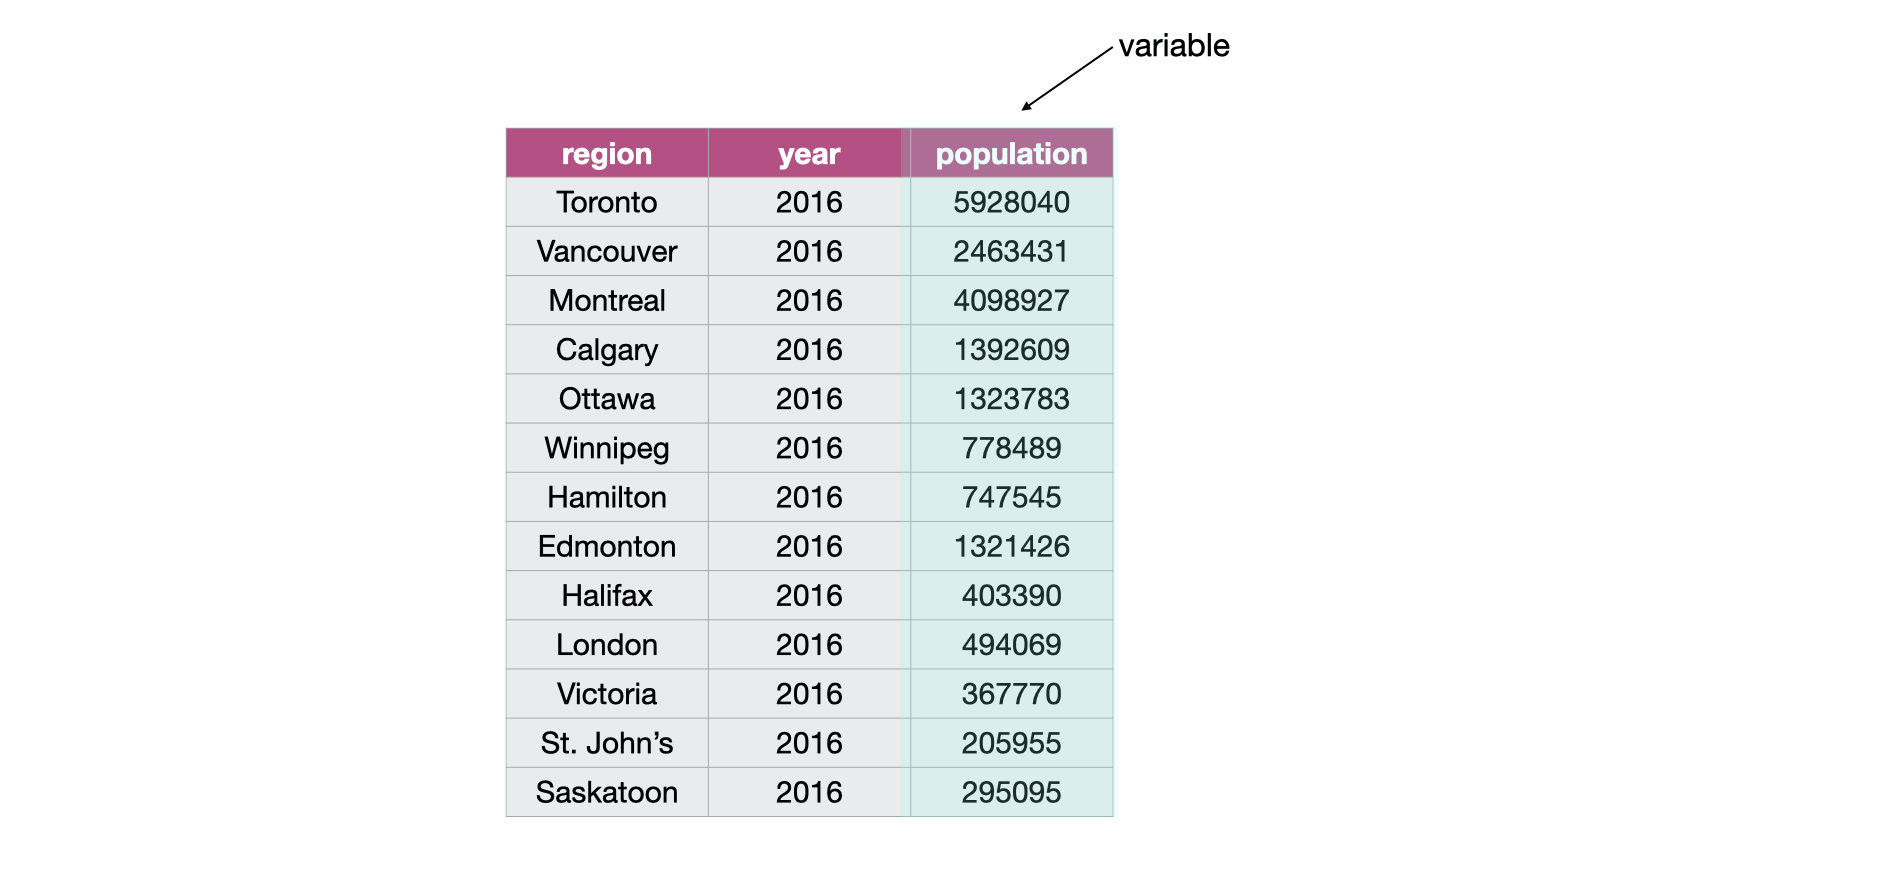 variable
region year population
Toronto 2016 5928040
Vancouver 2016 2463431
Montreal 2016 4098927
Calgary 2016 1392609
Ottawa 2016 1323783
Winnipeg 2016 778489
Hamilton 2016 747545
Edmonton 2016 1321426
Halifax 2016 403390
London 2016 494069
Victoria 2016 367770
St. John’s 2016 205955
Saskatoon 2016 295095